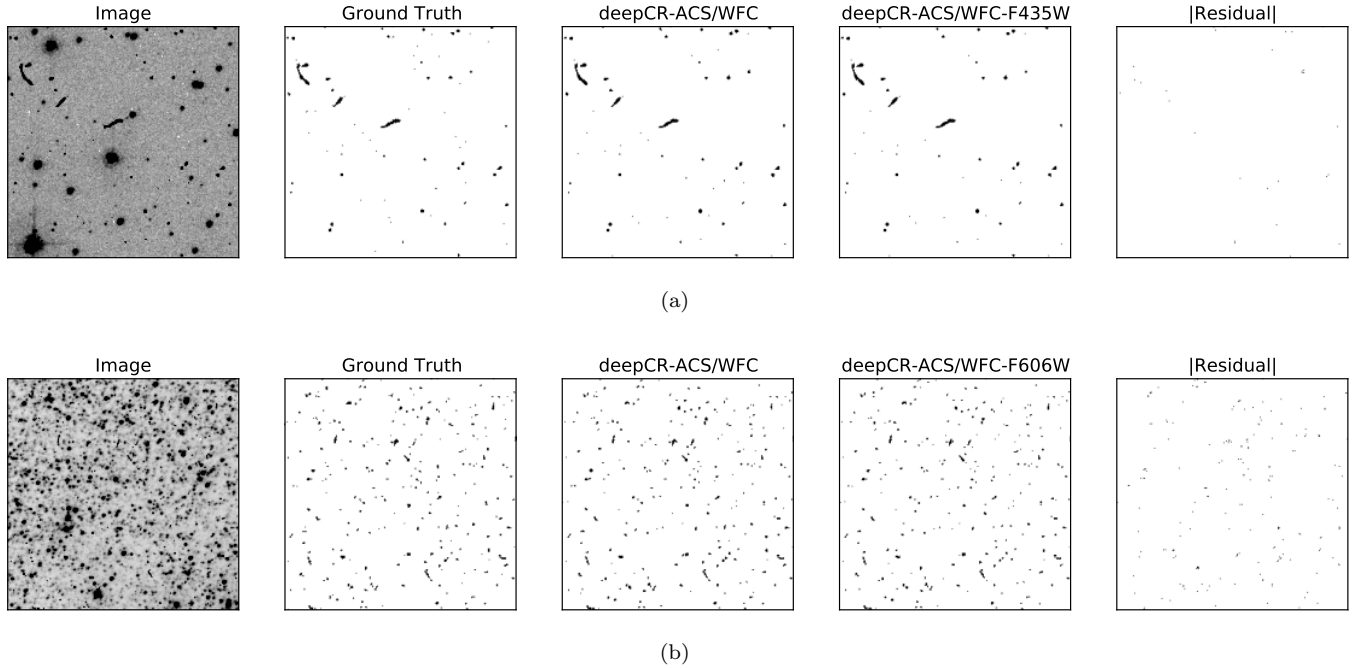 Image Ground Truth deepCR-ACS/WFC deepCR-ACS/WFC-F435W |Residual|
(a)
Image Ground Truth deepCR-ACS/WFC deepCR-ACS/WFC-F606W |Residual|
(b)